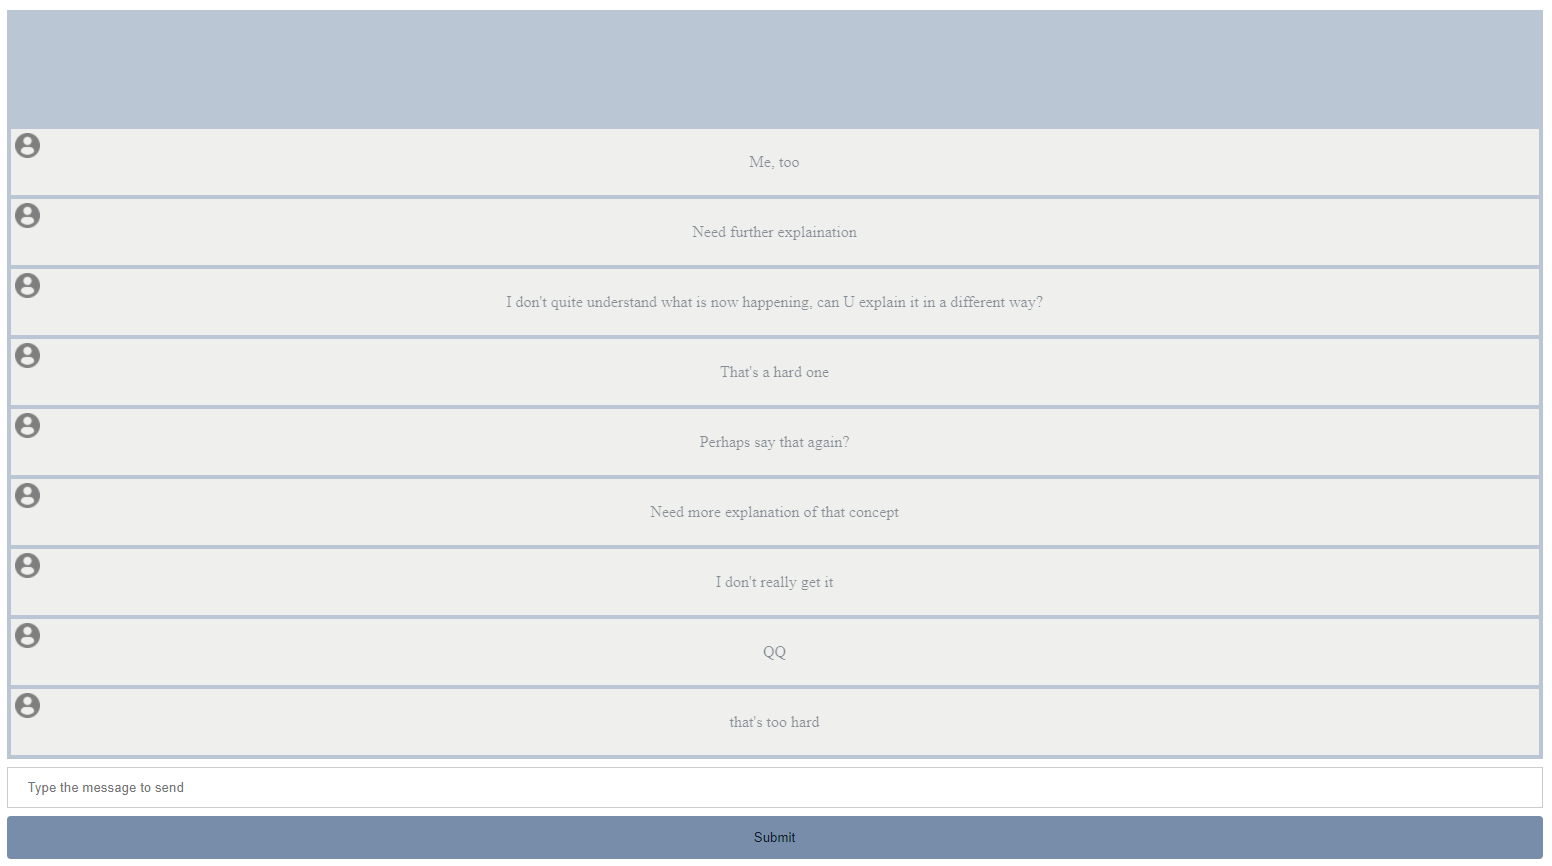 Me, too
Need further explaination
I don't quite understand what is now happening, can U explain it in a different way?
That's a hard one
Perhaps say that again?
Need more explanation of that concept
I don't really get it
QQ
that's too hard
Type the message to send
Submit